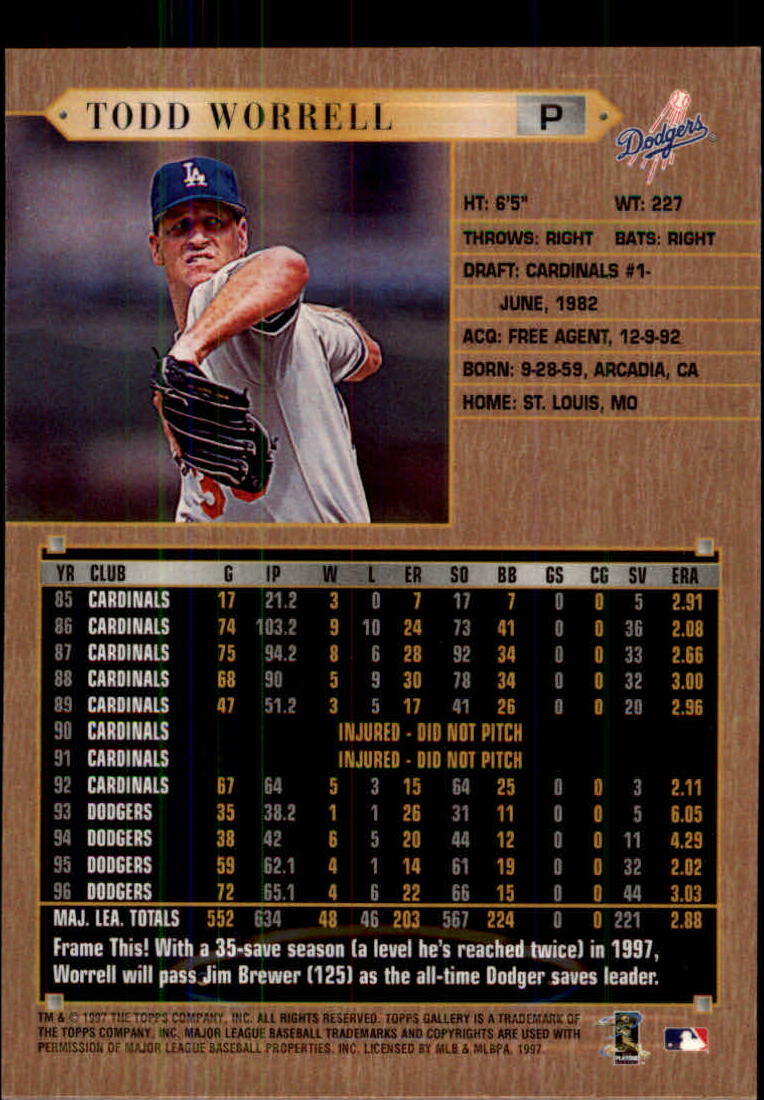 TODD WORRELL P
Dodgers
LA
HT: 6'5" WT: 227
THROWS: RIGHT BATS: RIGHT
DRAFT: CARDINALS #1-
JUNE, 1982
ACQ: FREE AGENT, 12-9-92
BORN: 9-28-59, ARCADIA, CA
HOME: ST. LOUIS, MO
YR CLUB G IP W L ER SO BB GS CG SV ERA
85 CARDINALS 17 21.2 3 0 7 17 7 0 0 5 2.91
86 CARDINALS 74 103.2 9 10 24 73 41 0 0 36 2.08
87 CARDINALS 75 94.2 8 6 28 92 34 0 0 33 2.66
88 CARDINALS 68 90 5 9 30 78 34 0 0 32 3.00
89 CARDINALS 47 51.2 3 5 17 41 26 0 0 20 2.96
90 CARDINALS INJURED - DID NOT PITCH
91 CARDINALS INJURED - DID NOT PITCH
92 CARDINALS 67 64 5 3 15 64 25 0 0 3 2.11
93 DODGERS 35 38.2 1 1 26 31 11 0 0 5 6.05
94 DODGERS 38 42 6 5 20 44 12 0 0 11 4.29
95 DODGERS 59 62.1 4 1 14 61 19 0 0 32 2.02
96 DODGERS 72 65.1 4 6 22 66 15 0 0 44 3.03
MAJ. LEA. TOTALS 552 634 48 46 203 567 224 0 0 221 2.88
Frame This! With a 35-save season (a level he's reached twice) in 1997,
Worrell will pass Jim Brewer (125) as the all-time Dodger saves leader.
TM & © 1997 THE TOPPS COMPANY, INC. ALL RIGHTS RESERVED. TOPPS GALLERY IS A TRADEMARK OF
THE TOPPS COMPANY, INC. MAJOR LEAGUE BASEBALL TRADEMARKS AND COPYRIGHTS ARE USED WITH
PERMISSION OF MAJOR LEAGUE BASEBALL PROPERTIES, INC. LICENSED BY MLB & MLBPA, 1997